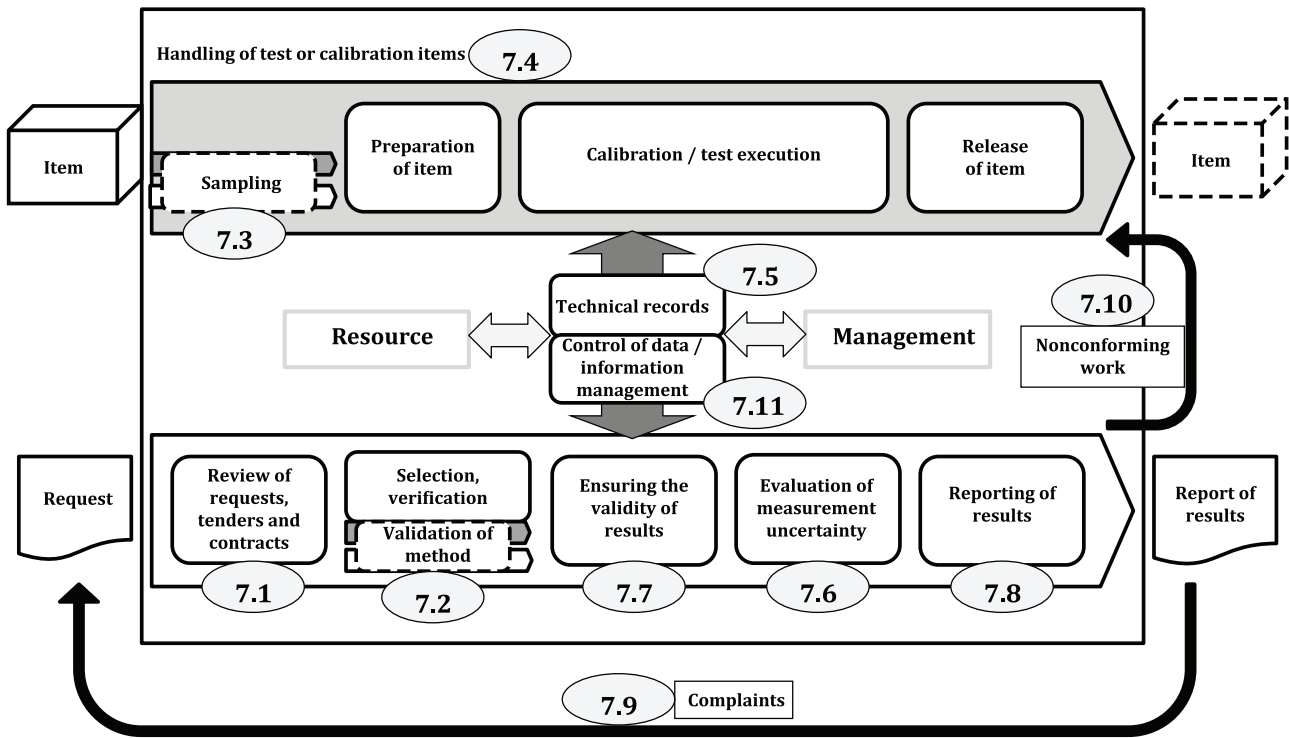 Handling of test or calibration items
7.4
Item
Sampling
7.3
Preparation
of item
Calibration / test execution
Release
of item
Item
7.5
Technical records
Resource
Management
Control of data /
information
management
7.11
7.10
Nonconforming
work
Request
Review of
requests,
tenders and
contracts
7.1
Selection,
verification
Validation of
method
7.2
Ensuring the
validity of
results
7.7
Evaluation of
measurement
uncertainty
7.6
Reporting of
results
7.8
Report of
results
7.9
Complaints